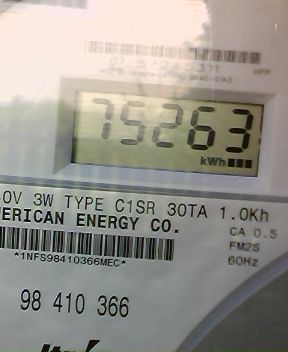 75263
kWh
0V 3W TYPE C1SR 30TA 1.0Kh
ERICAN ENERGY CO.
CA 0.5
FM2S
*1NFS98410366MEC*
60Hz
98 410 366